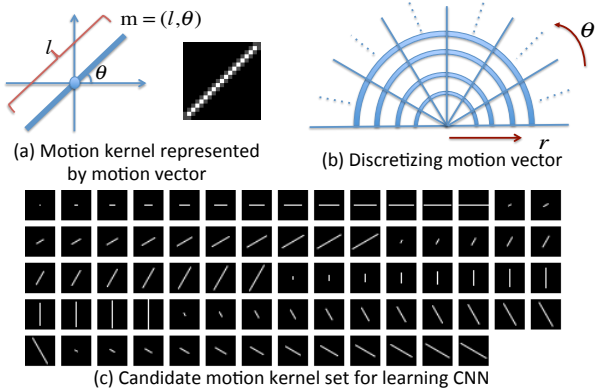 m = (l,θ)
l
θ
(a) Motion kernel represented
by motion vector
θ
r
(b) Discretizing motion vector
(c) Candidate motion kernel set for learning CNN